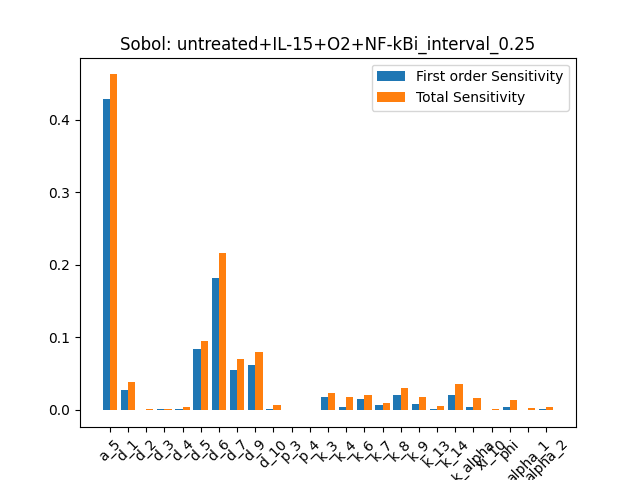 Sobol: untreated+IL-15+O2+NF-kBi_interval_0.25
First order Sensitivity
Total Sensitivity
0.4
0.3
0.2
0.1
0.0
a_5
d_1
d_2
d_3
d_4
d_5
d_6
d_7
d_9
d_10
p_3
p_4
k_3
k_4
k_6
k_7
k_8
k_9
k_13
k_14
k_alpha
xi_10
phi
alpha_1
alpha_2